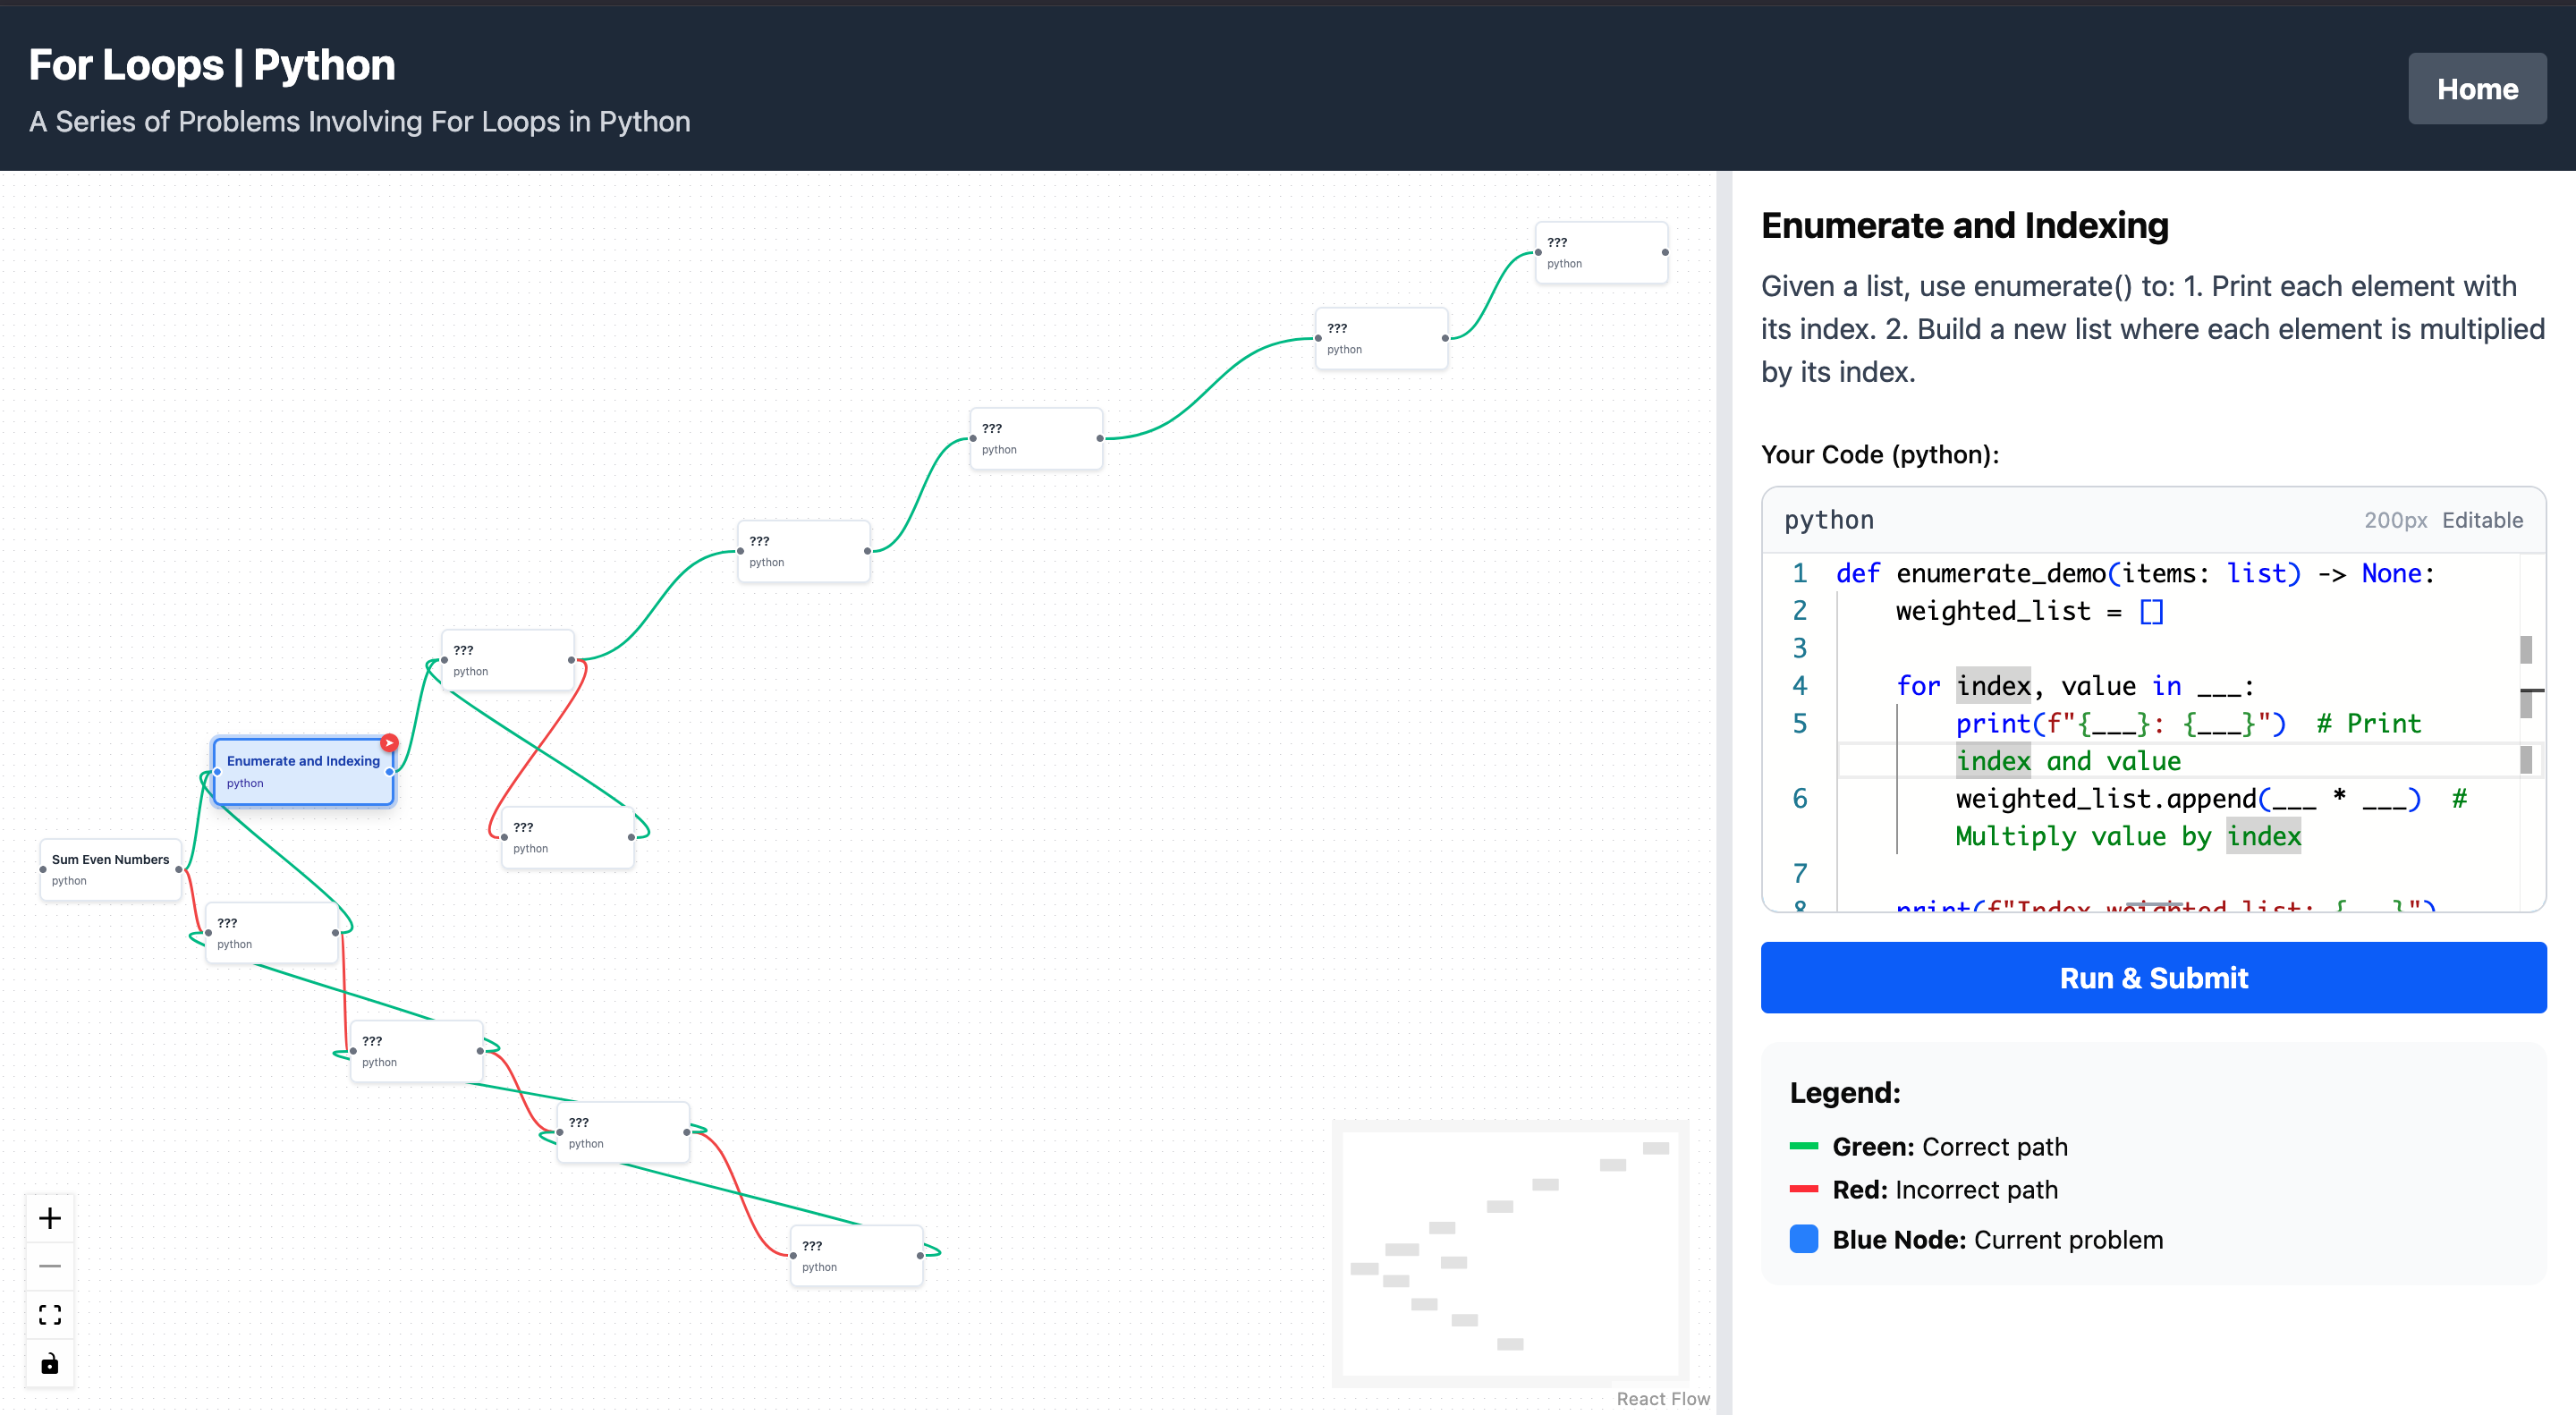 For Loops | Python
A Series of Problems Involving For Loops in Python
Home
???
python
???
python
???
python
???
python
???
python
Enumerate and Indexing
python
???
python
Sum Even Numbers
python
???
python
???
python
???
python
???
python
React Flow
Enumerate and Indexing
Given a list, use enumerate() to: 1. Print each element with
its index. 2. Build a new list where each element is multiplied
by its index.
Your Code (python):
python
200px Editable
1 def enumerate_demo(items: list) -> None:
2 weighted_list = []
3
4 for index, value in ___:
5 print(f"{___}: {___}")  # Print
index and value
6 weighted_list.append(___ * ___)  #
Multiply value by index
7
8 print(f"Index weighted list: {___}")
Run & Submit
Legend:
Green: Correct path
Red: Incorrect path
Blue Node: Current problem